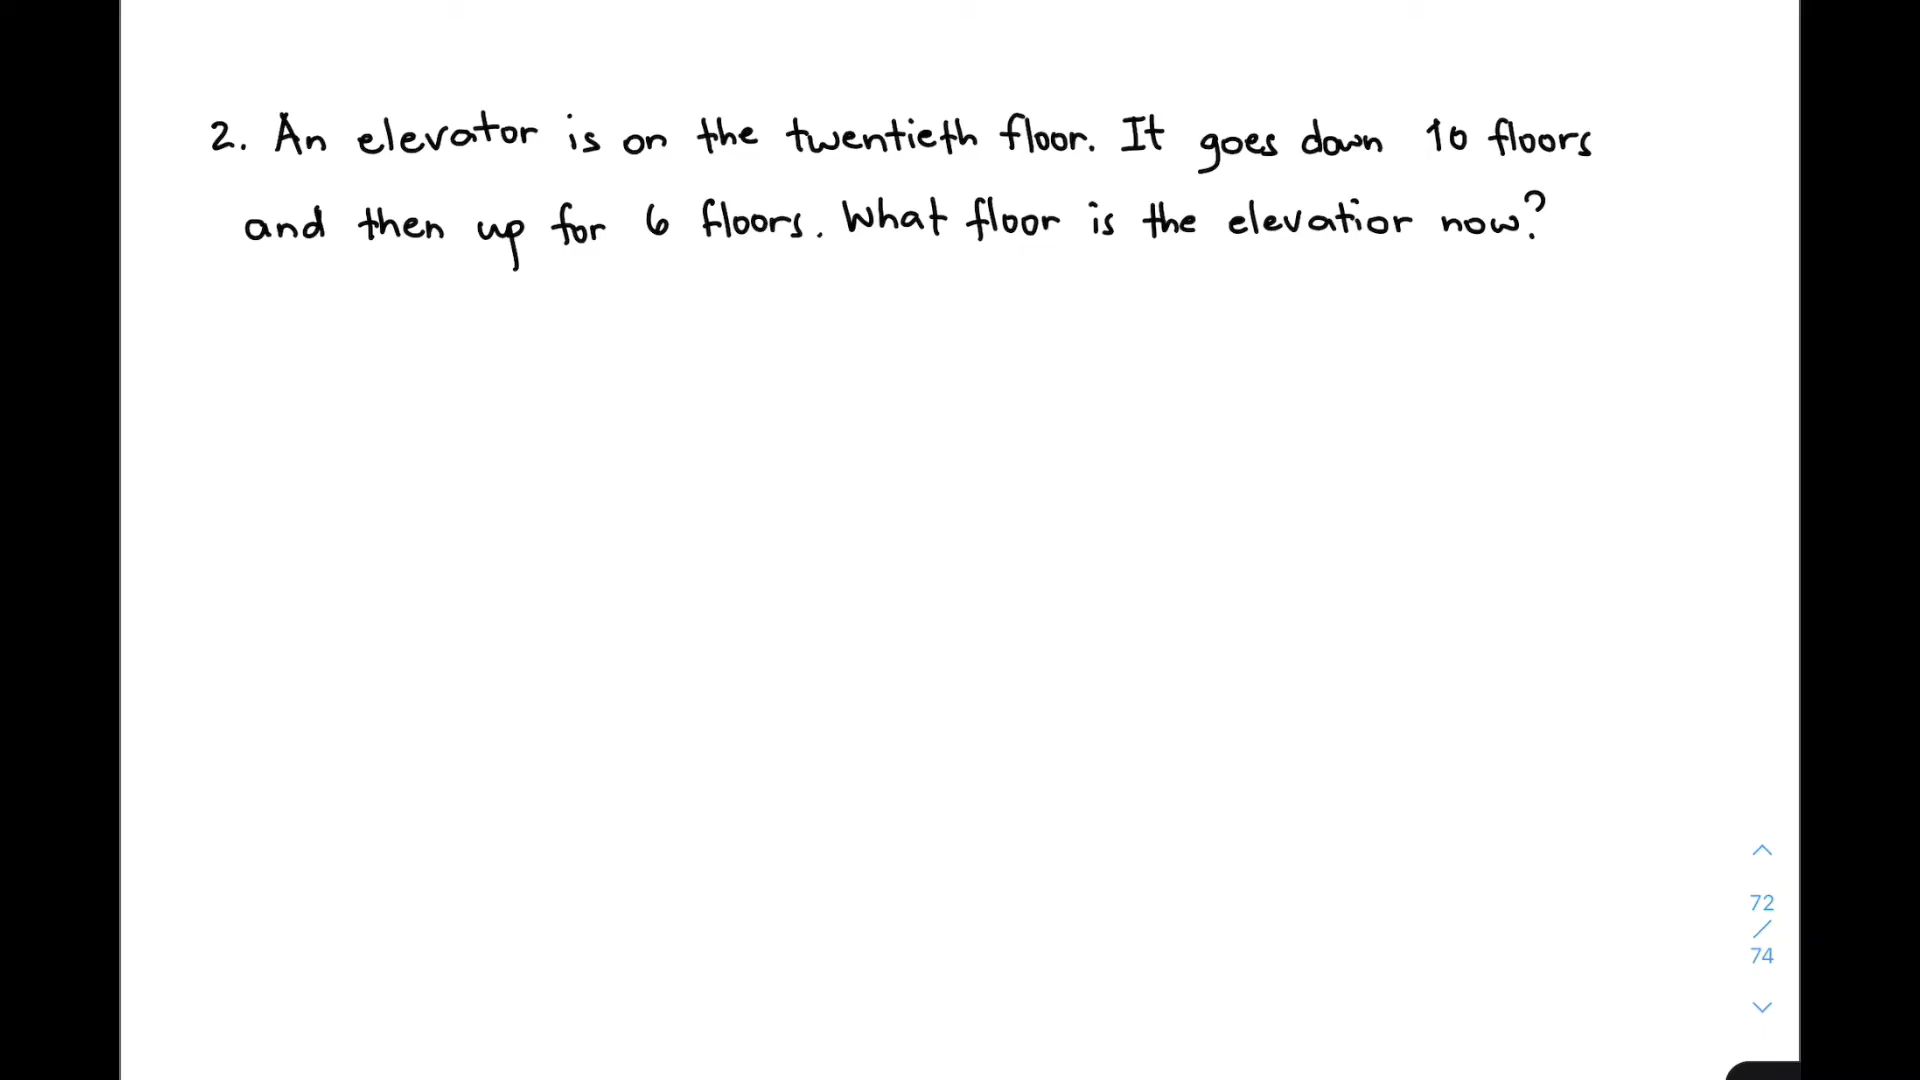 2. An elevator is on the twentieth floor. It goes down 10 floors
and then up for 6 floors. What floor is the elevatior now?
72
/
74